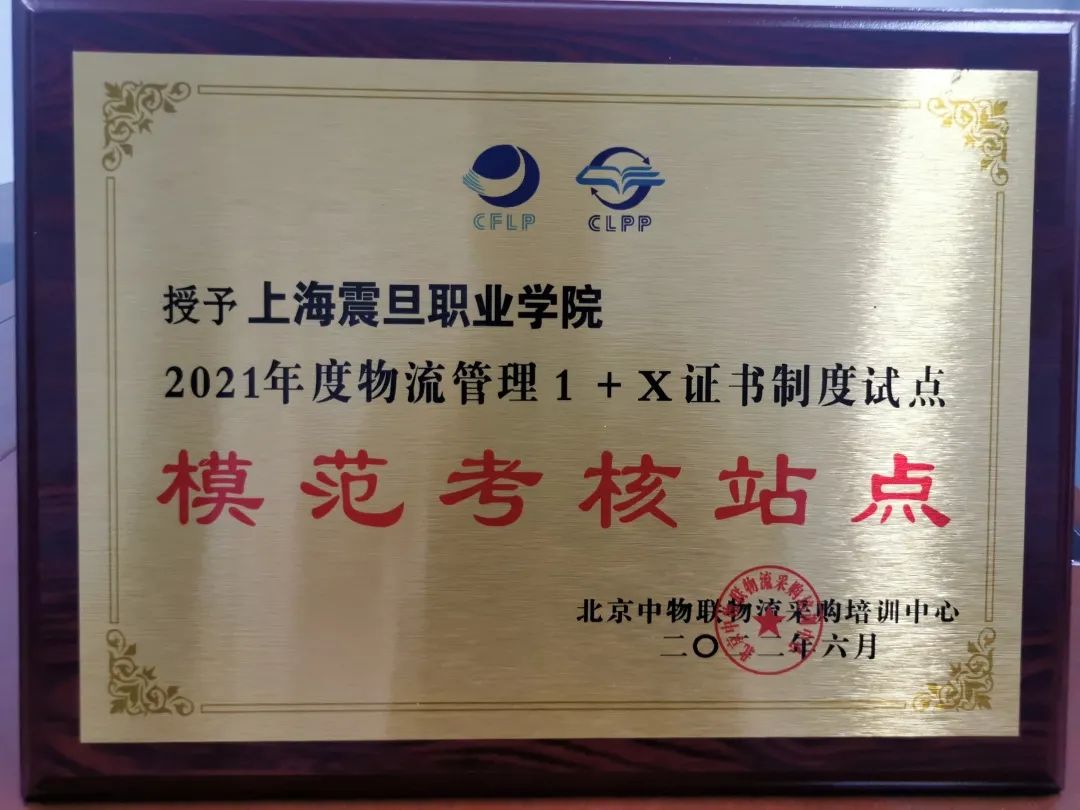 CFLP CLPP
授予 上海震旦职业学院
2021年度物流管理1+X证书制度试点
模范考核站点
北京中物联物流采购培训中心
二〇二二年六月